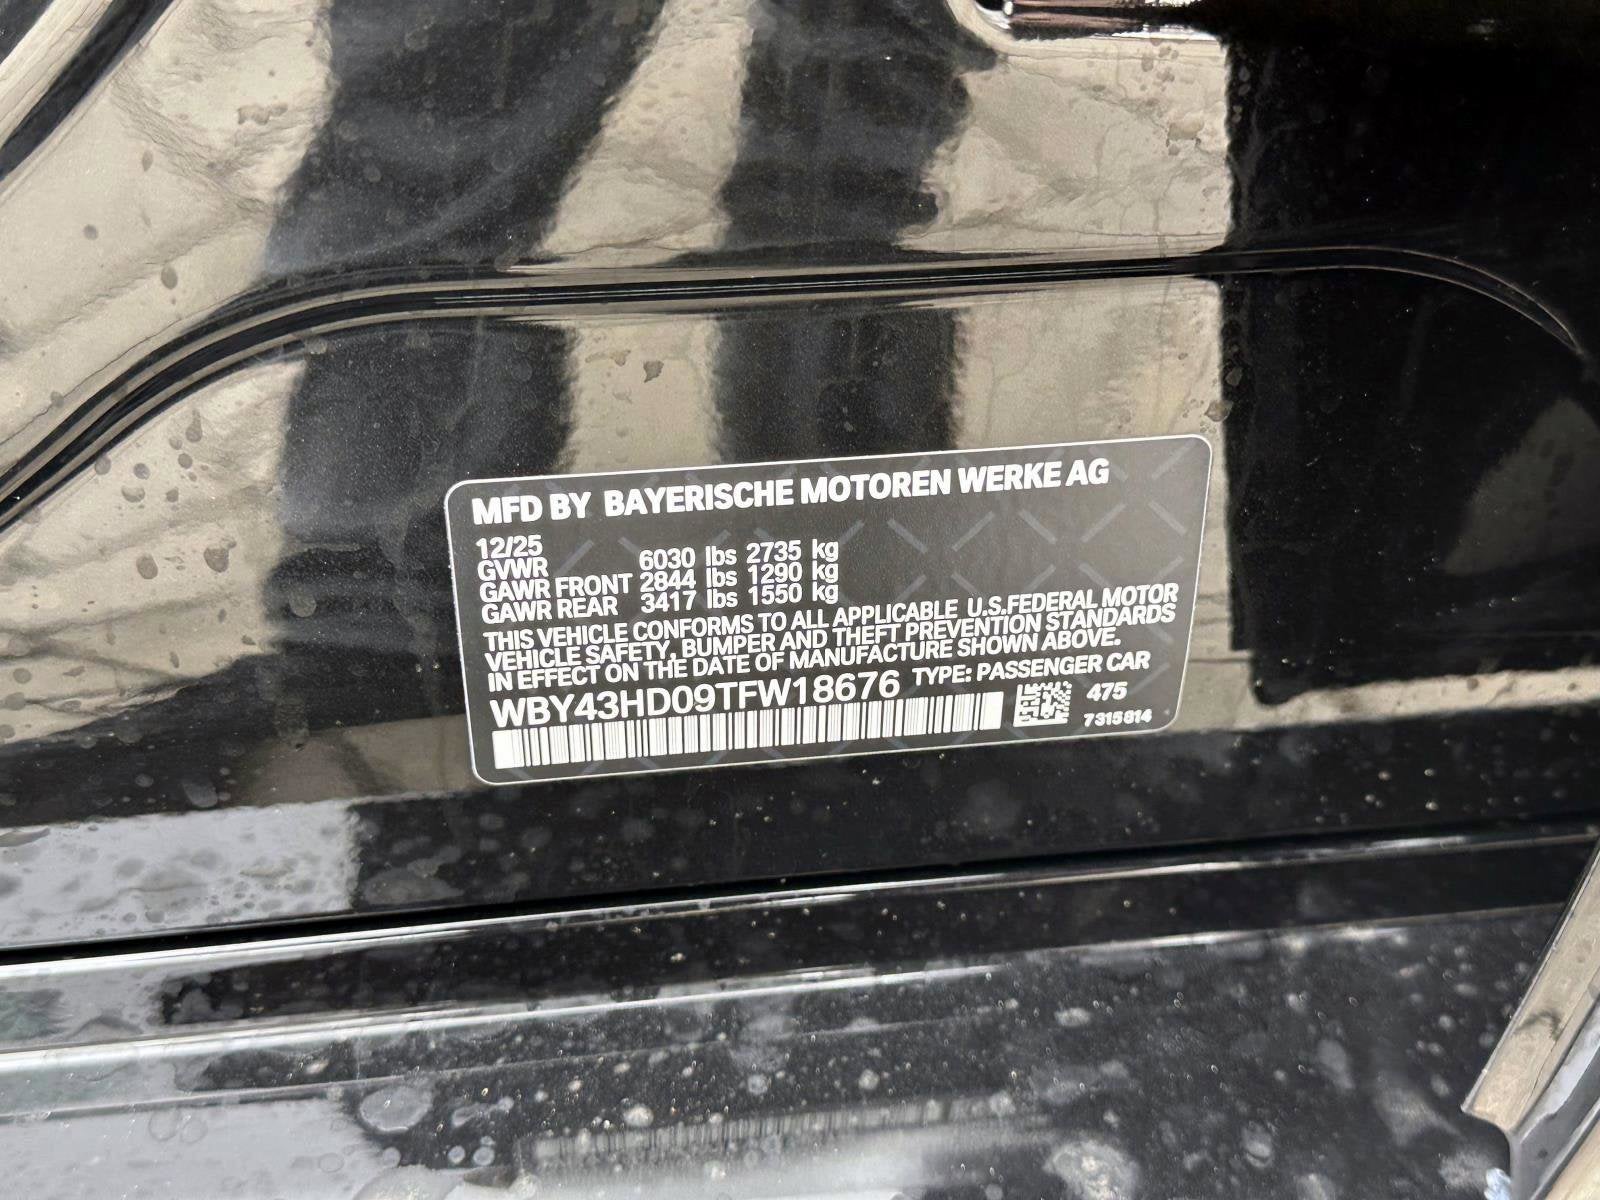 MFD BY BAYERISCHE MOTOREN WERKE AG
12/25
GVWR 6030 lbs 2735 kg
GAWR FRONT 2844 lbs 1290 kg
GAWR REAR 3417 lbs 1550 kg
THIS VEHICLE CONFORMS TO ALL APPLICABLE U.S.FEDERAL MOTOR
VEHICLE SAFETY, BUMPER AND THEFT PREVENTION STANDARDS
IN EFFECT ON THE DATE OF MANUFACTURE SHOWN ABOVE.
WBY43HD09TFW18676 TYPE: PASSENGER CAR
475
7315814